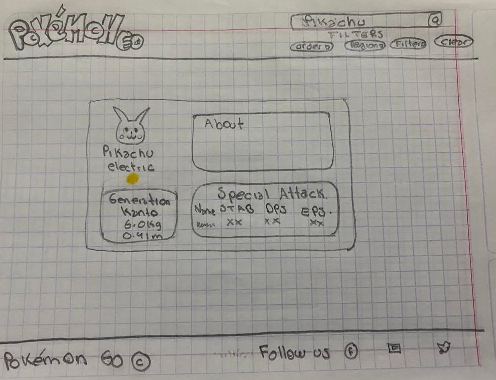 PoKémon Go
Pikachu
FILTERS
order
Regions
Filters
Clear
Pikachu
electric
About
Generation
Kanto
6.0Kg
0.41m
Special Attack
Name STAB DPS EPS.
xx xx xx
Pokémon GO ©
Follow us